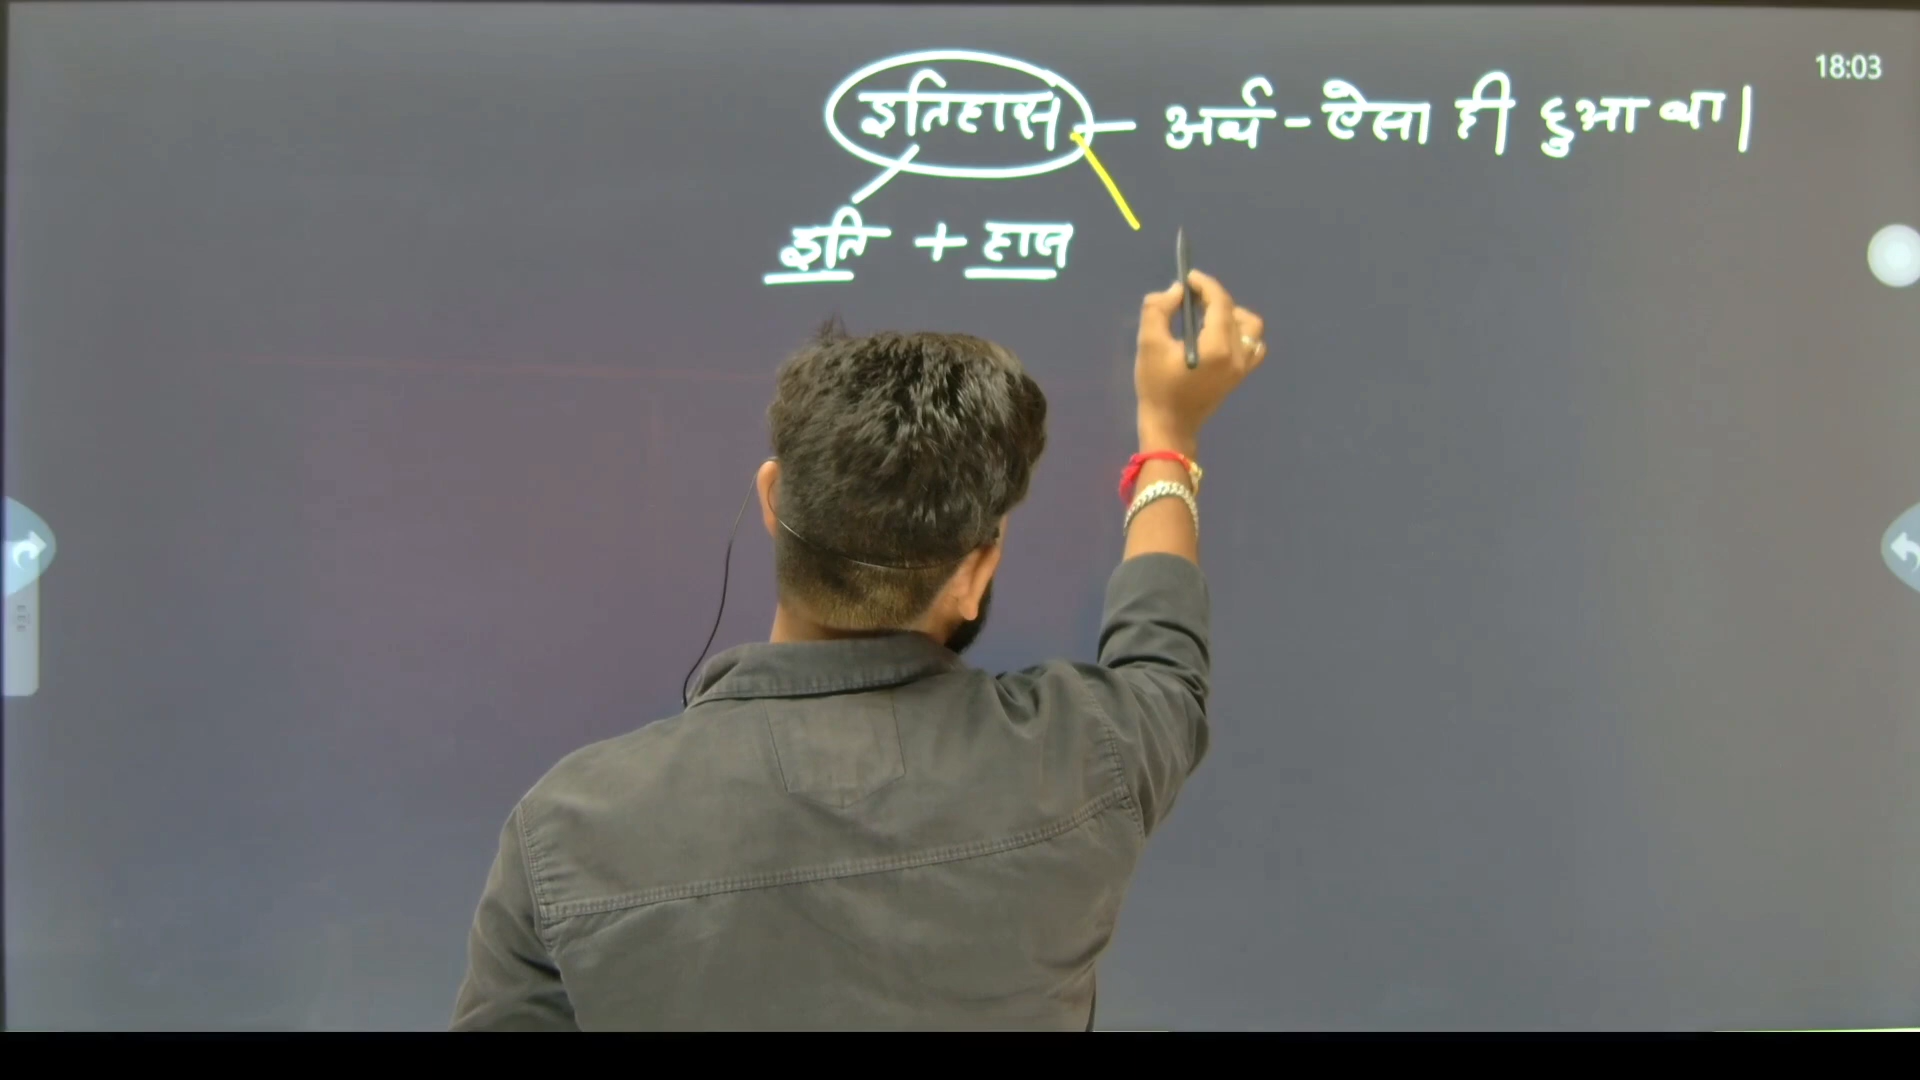 18:03
इतिहास - अर्थ - ऐसा ही हुआ था।
इति + हास